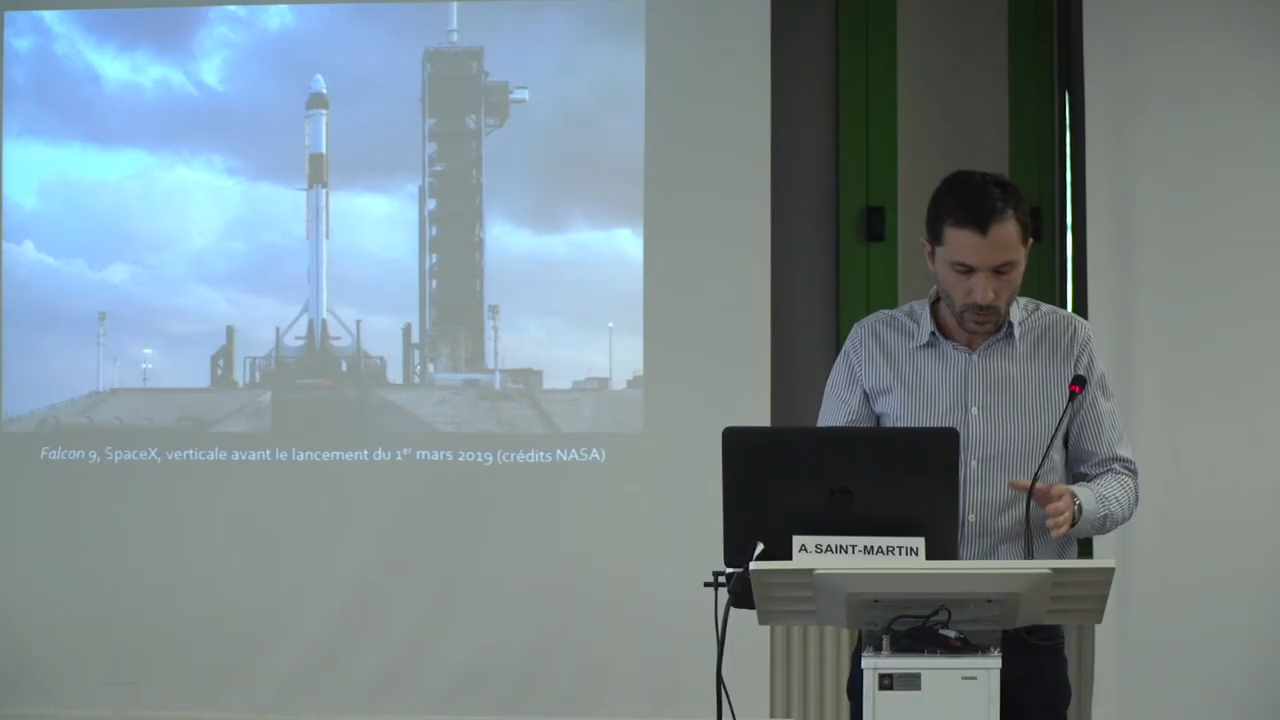 Falcon 9, SpaceX, verticale avant le lancement du 1er mars 2019 (crédits NASA)
A. SAINT-MARTIN